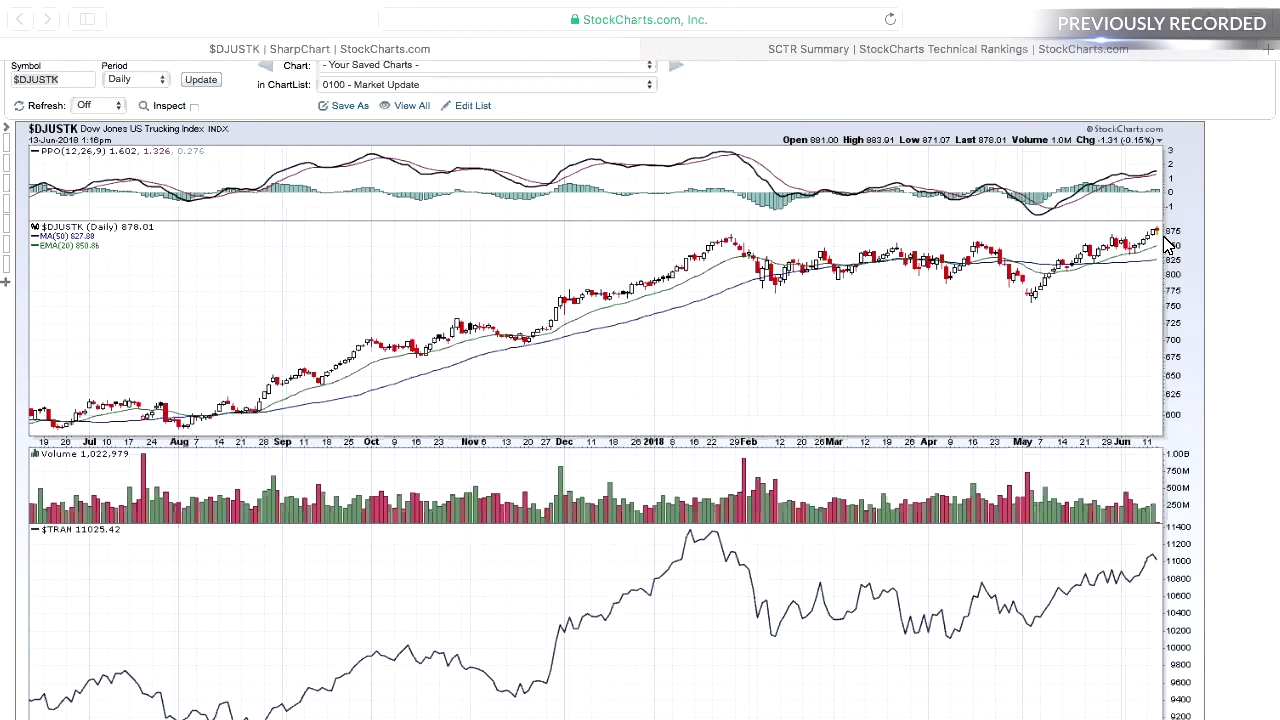 StockCharts.com, Inc.
PREVIOUSLY RECORDED
$DJUSTK | SharpChart | StockCharts.com
SCTR Summary | StockCharts Technical Rankings | StockCharts.com
Symbol
Period
Chart:
- Your Saved Charts -
$DJUSTK
Daily
Update
in ChartList:
0100 - Market Update
Refresh:
Off
Inspect
Save As
View All
Edit List
$DJUSTK Dow Jones US Trucking Index INDX
© StockCharts.com
13-Jun-2018 1:16pm
Open 881.00 High 883.91 Low 871.07 Last 878.01 Volume 1.0M Chg -1.31 (-0.15%)
PPO(12,26,9) 1.602, 1.326, 0.276
3
2
1
0
-1
$DJUSTK (Daily) 878.01
MA(50) 827.88
EMA(20) 850.86
875
825
800
775
750
725
700
675
650
625
600
19 26 Jul 10 17 24 Aug 7 14 21 28 Sep 11 18 25 Oct 9 16 23 Nov 6 13 20 27 Dec 11 18 26 2018 8 16 22 29 Feb 12 20 26 Mar 12 19 26 Apr 9 16 23 May 7 14 21 29 Jun 11
Volume 1,022,979
1.00B
750M
500M
250M
$TRAN 11025.42
11400
11200
11000
10800
10600
10400
10200
10000
9800
9600
9400
9200